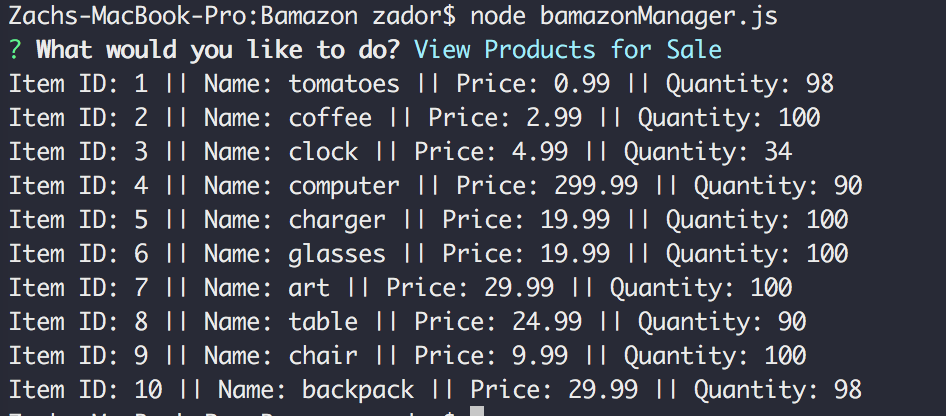 Zachs-MacBook-Pro:Bamazon zador$ node bamazonManager.js
? What would you like to do? View Products for Sale
Item ID: 1 || Name: tomatoes || Price: 0.99 || Quantity: 98
Item ID: 2 || Name: coffee || Price: 2.99 || Quantity: 100
Item ID: 3 || Name: clock || Price: 4.99 || Quantity: 34
Item ID: 4 || Name: computer || Price: 299.99 || Quantity: 90
Item ID: 5 || Name: charger || Price: 19.99 || Quantity: 100
Item ID: 6 || Name: glasses || Price: 19.99 || Quantity: 100
Item ID: 7 || Name: art || Price: 29.99 || Quantity: 100
Item ID: 8 || Name: table || Price: 24.99 || Quantity: 90
Item ID: 9 || Name: chair || Price: 9.99 || Quantity: 100
Item ID: 10 || Name: backpack || Price: 29.99 || Quantity: 98